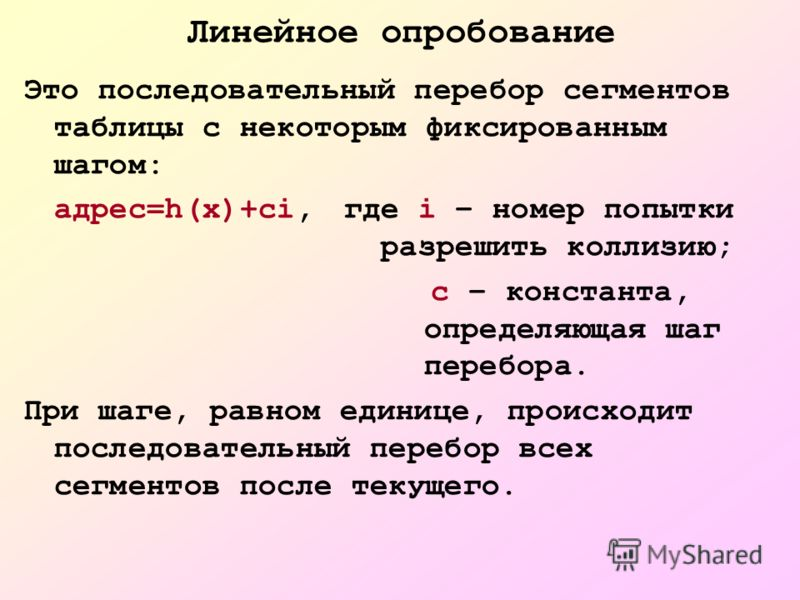 Линейное опробование
Это последовательный перебор сегментов
таблицы с некоторым фиксированным
шагом:
адрес=h(x)+ci, где i – номер попытки
разрешить коллизию;
c – константа,
определяющая шаг
перебора.
При шаге, равном единице, происходит
последовательный перебор всех
сегментов после текущего.
MyShared